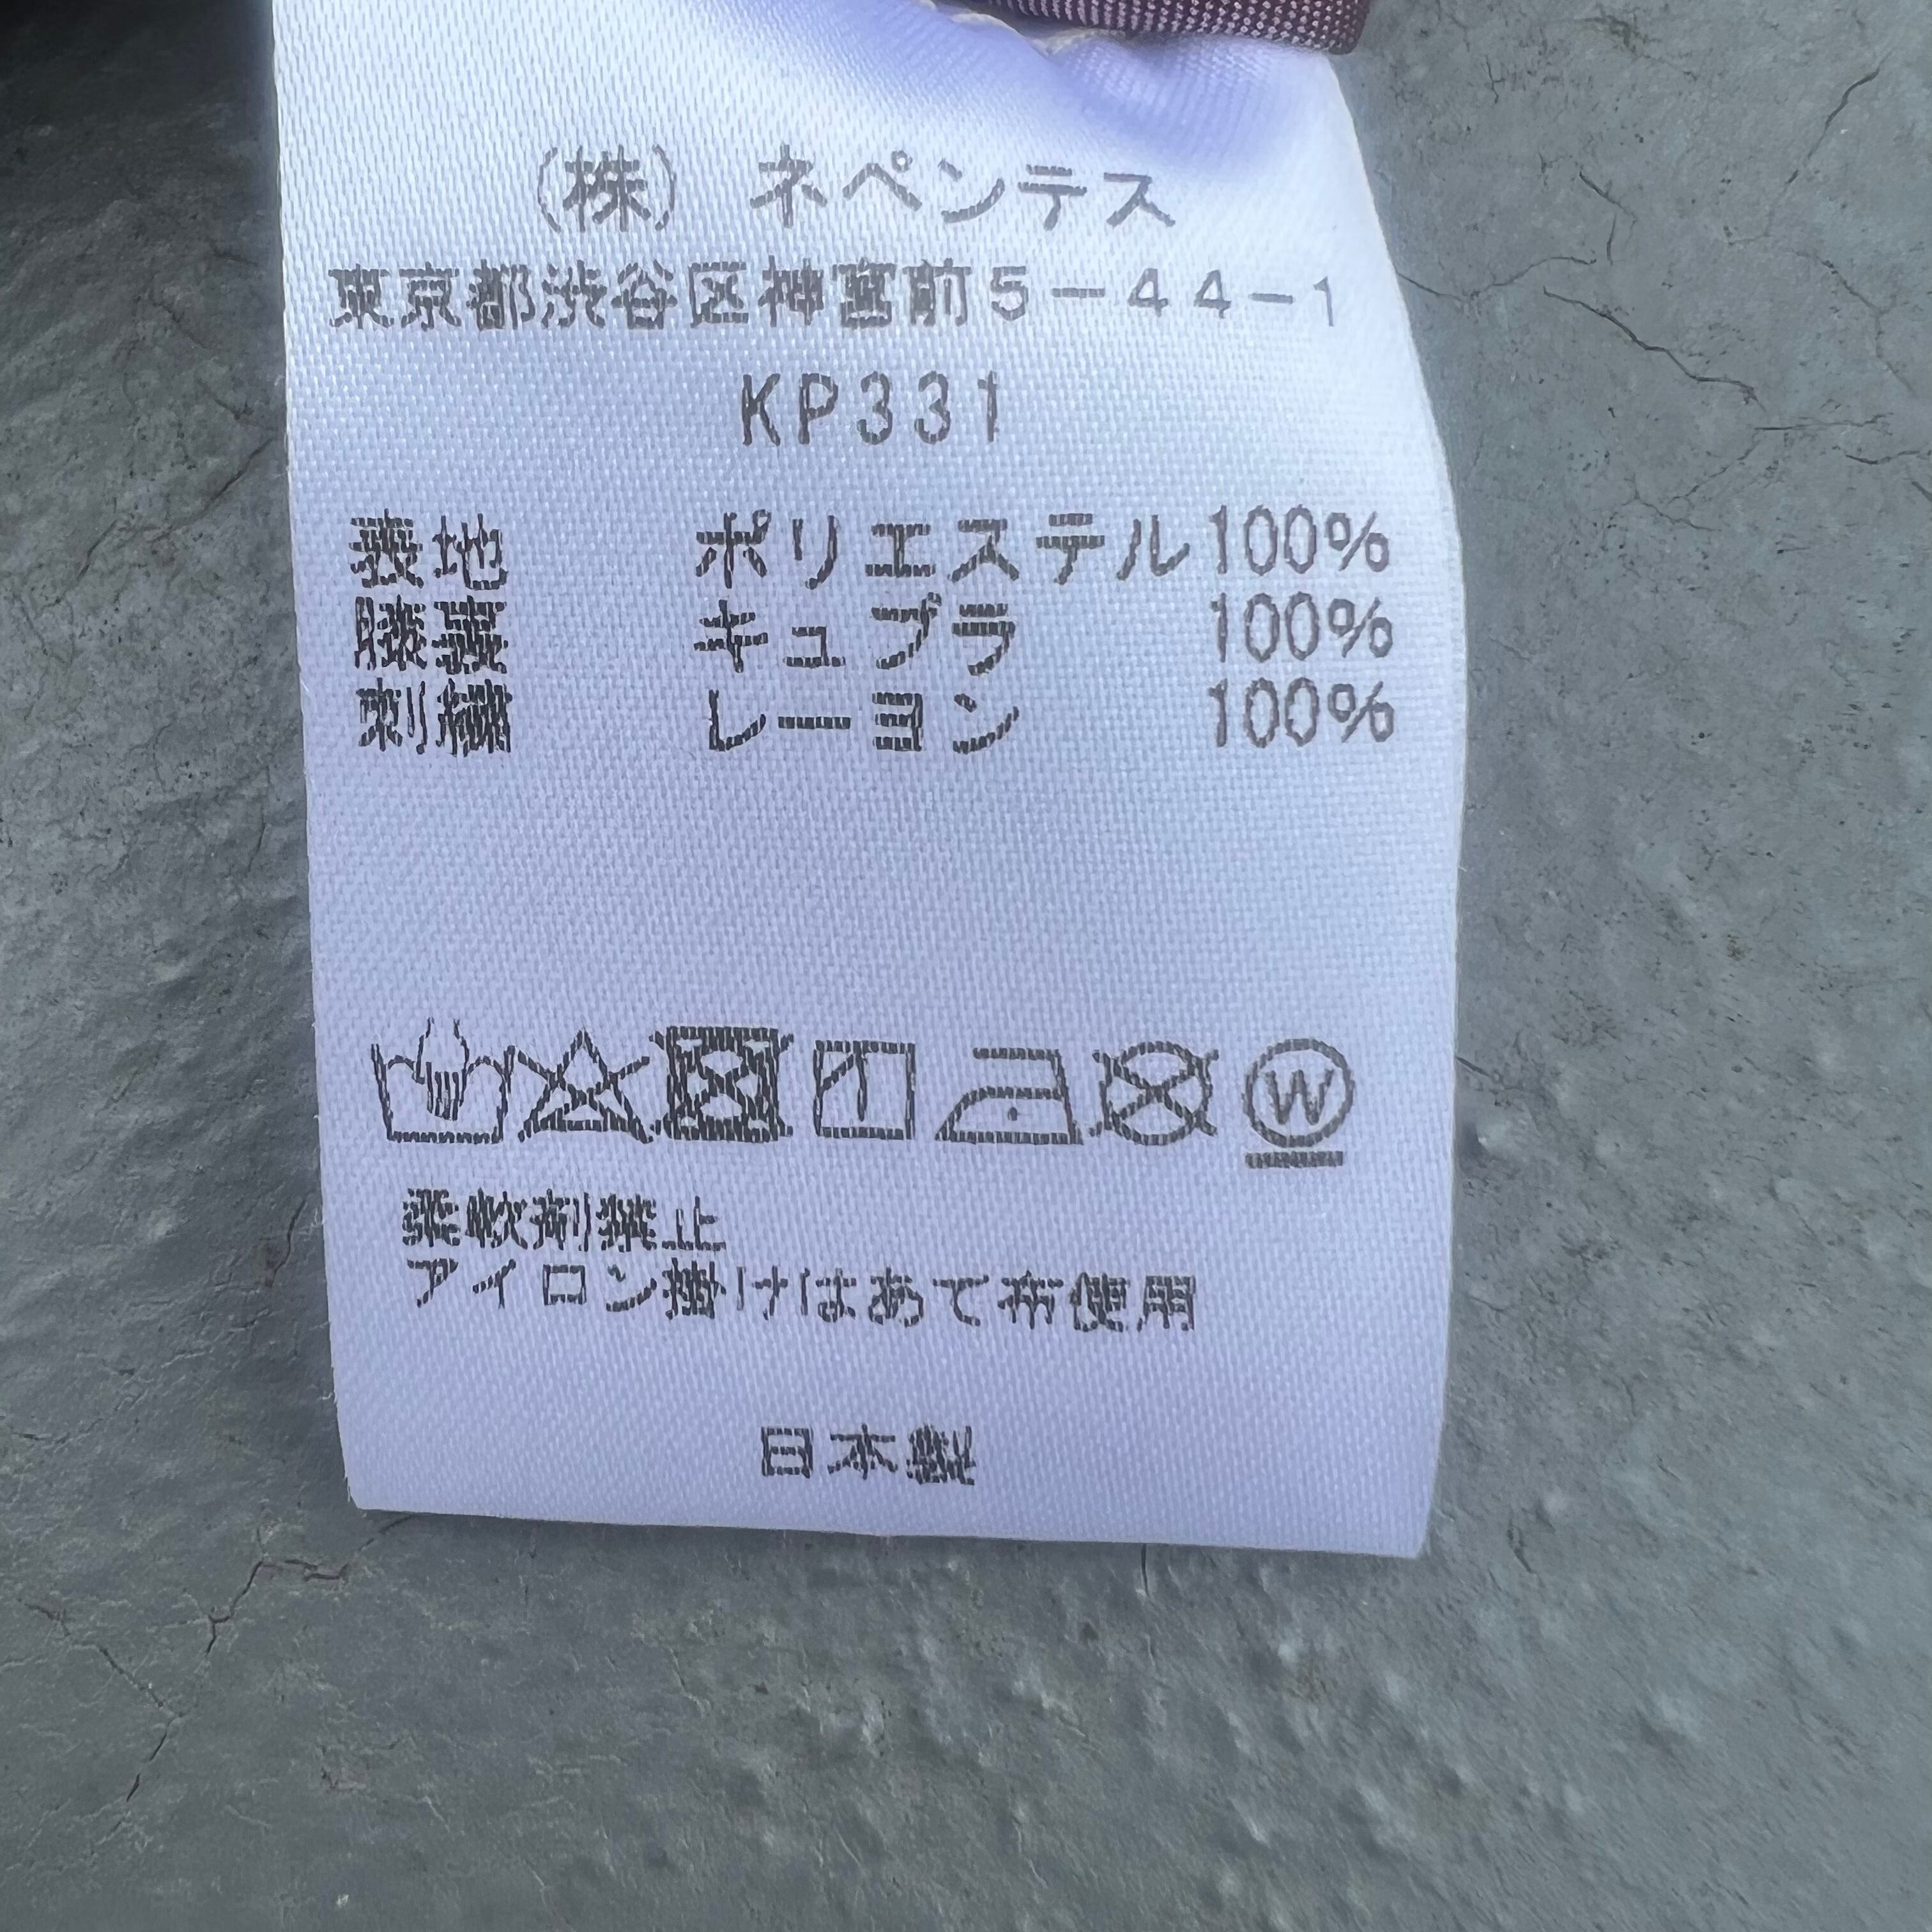 (株) ネペンテス
東京都渋谷区神宮前5-44-1
KP331
表地 ポリエステル100%
膝裏 キュプラ 100%
刺繍 レーヨン 100%
W
柔軟剤禁止
アイロン掛けはあて布使用
日本製